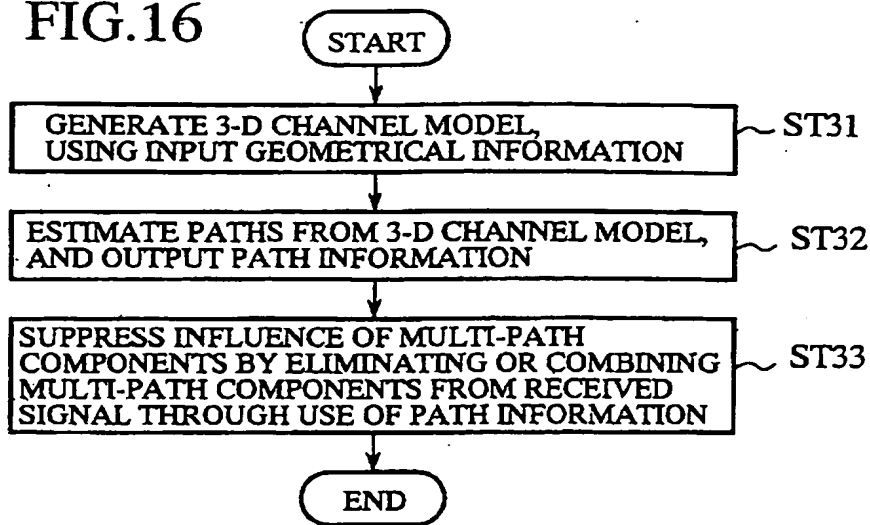 FIG.16
START
GENERATE 3-D CHANNEL MODEL,
USING INPUT GEOMETRICAL INFORMATION
ST31
ESTIMATE PATHS FROM 3-D CHANNEL MODEL,
AND OUTPUT PATH INFORMATION
ST32
SUPPRESS INFLUENCE OF MULTI-PATH
COMPONENTS BY ELIMINATING OR COMBINING
MULTI-PATH COMPONENTS FROM RECEIVED
SIGNAL THROUGH USE OF PATH INFORMATION
ST33
END